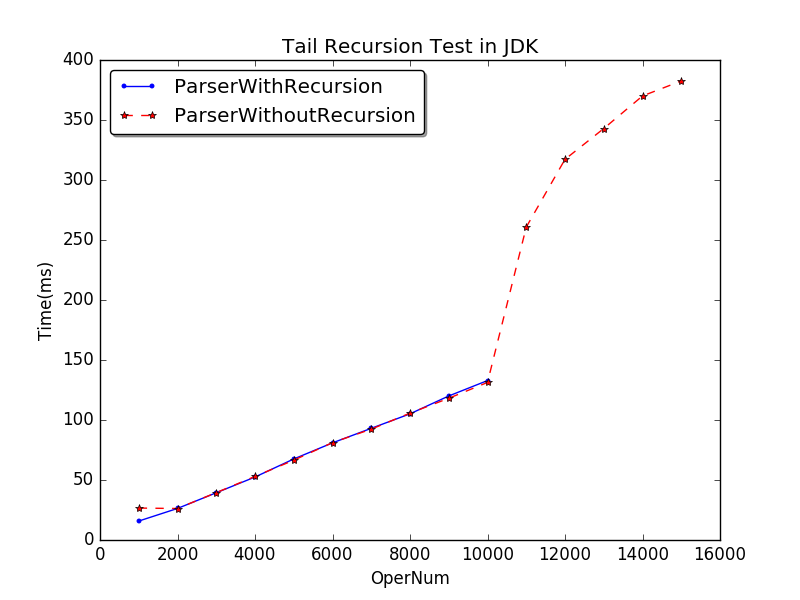 Tail Recursion Test in JDK
ParserWithRecursion
ParserWithoutRecursion
400
350
300
250
200
150
100
50
0
Time(ms)
0 2000 4000 6000 8000 10000 12000 14000 16000
OperNum